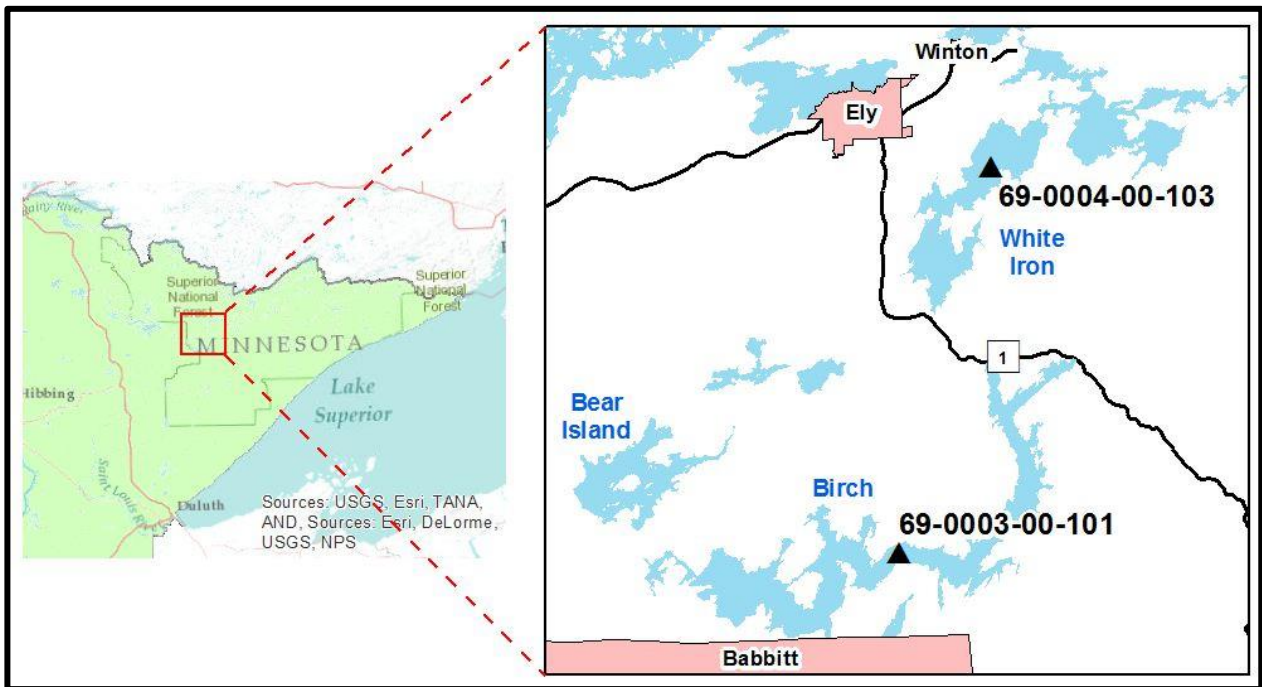 Rainy River
Superior
National
Forest
Superior
National
Forest
MINNESOTA
Hibbing
Lake
Superior
Saint Louis River
Duluth
Sources: USGS, Esri, TANA,
AND, Sources: Esri, DeLorme,
USGS, NPS
Winton
Ely
69-0004-00-103
White
Iron
1
Bear
Island
Birch
69-0003-00-101
Babbitt